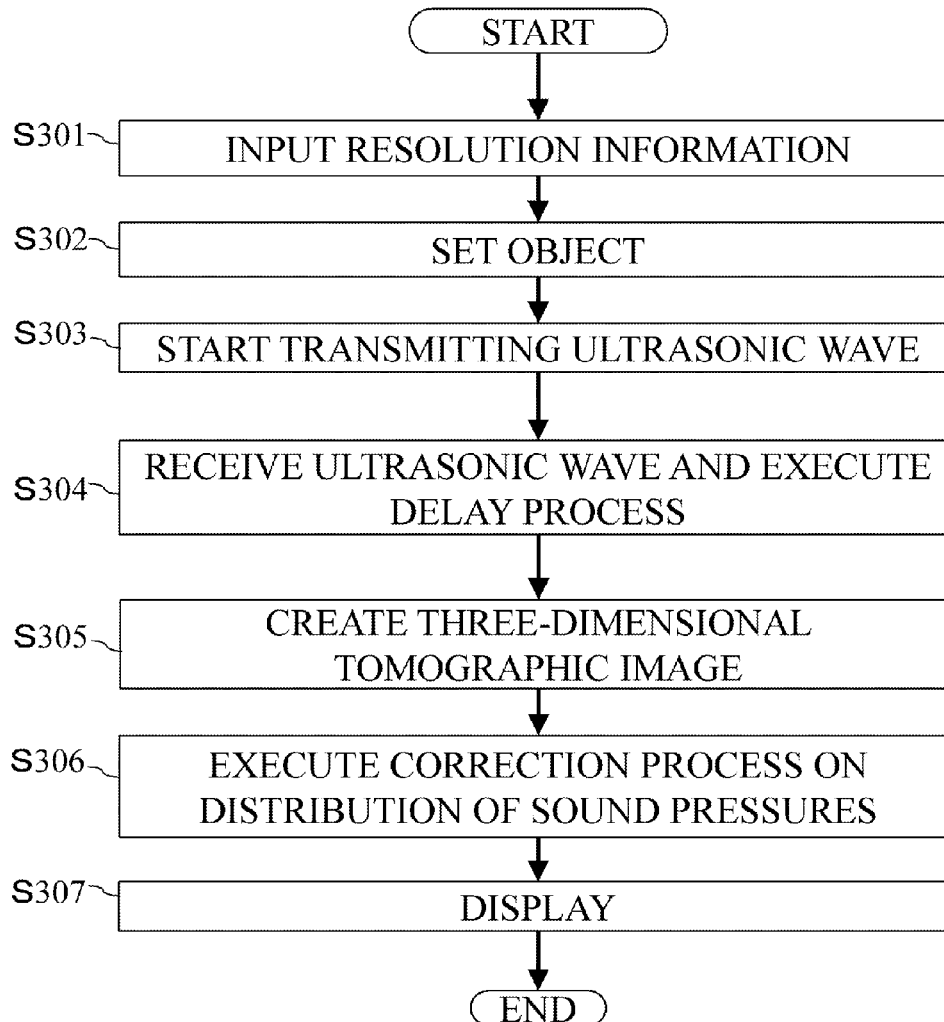 START
S301
INPUT RESOLUTION INFORMATION
S302
SET OBJECT
S303
START TRANSMITTING ULTRASONIC WAVE
S304
RECEIVE ULTRASONIC WAVE AND EXECUTE
DELAY PROCESS
S305
CREATE THREE-DIMENSIONAL
TOMOGRAPHIC IMAGE
S306
EXECUTE CORRECTION PROCESS ON
DISTRIBUTION OF SOUND PRESSURES
S307
DISPLAY
END